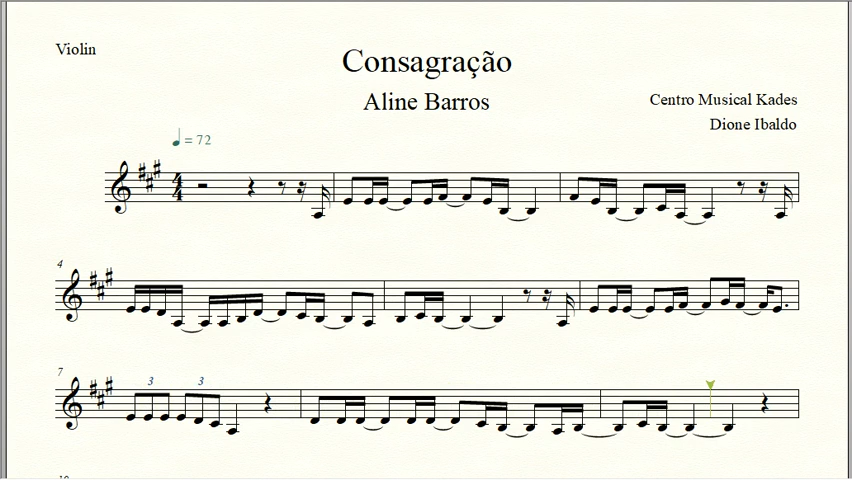 Violin
Consagração
Aline Barros
Centro Musical Kades
Dione Ibaldo
= 72
4
4
4
7
3
3